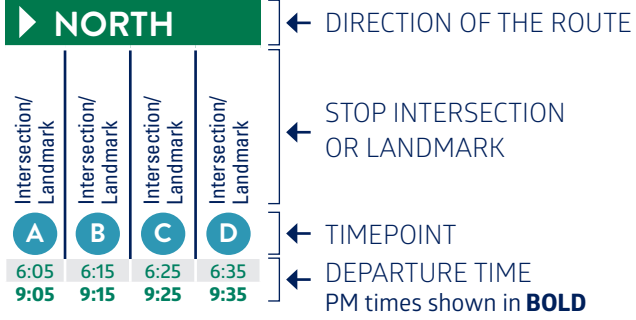 NORTH
DIRECTION OF THE ROUTE
Intersection/
Landmark
Intersection/
Landmark
Intersection/
Landmark
Intersection/
Landmark
STOP INTERSECTION
OR LANDMARK
A B C D
TIMEPOINT
6:05 6:15 6:25 6:35
9:05 9:15 9:25 9:35
DEPARTURE TIME
PM times shown in BOLD